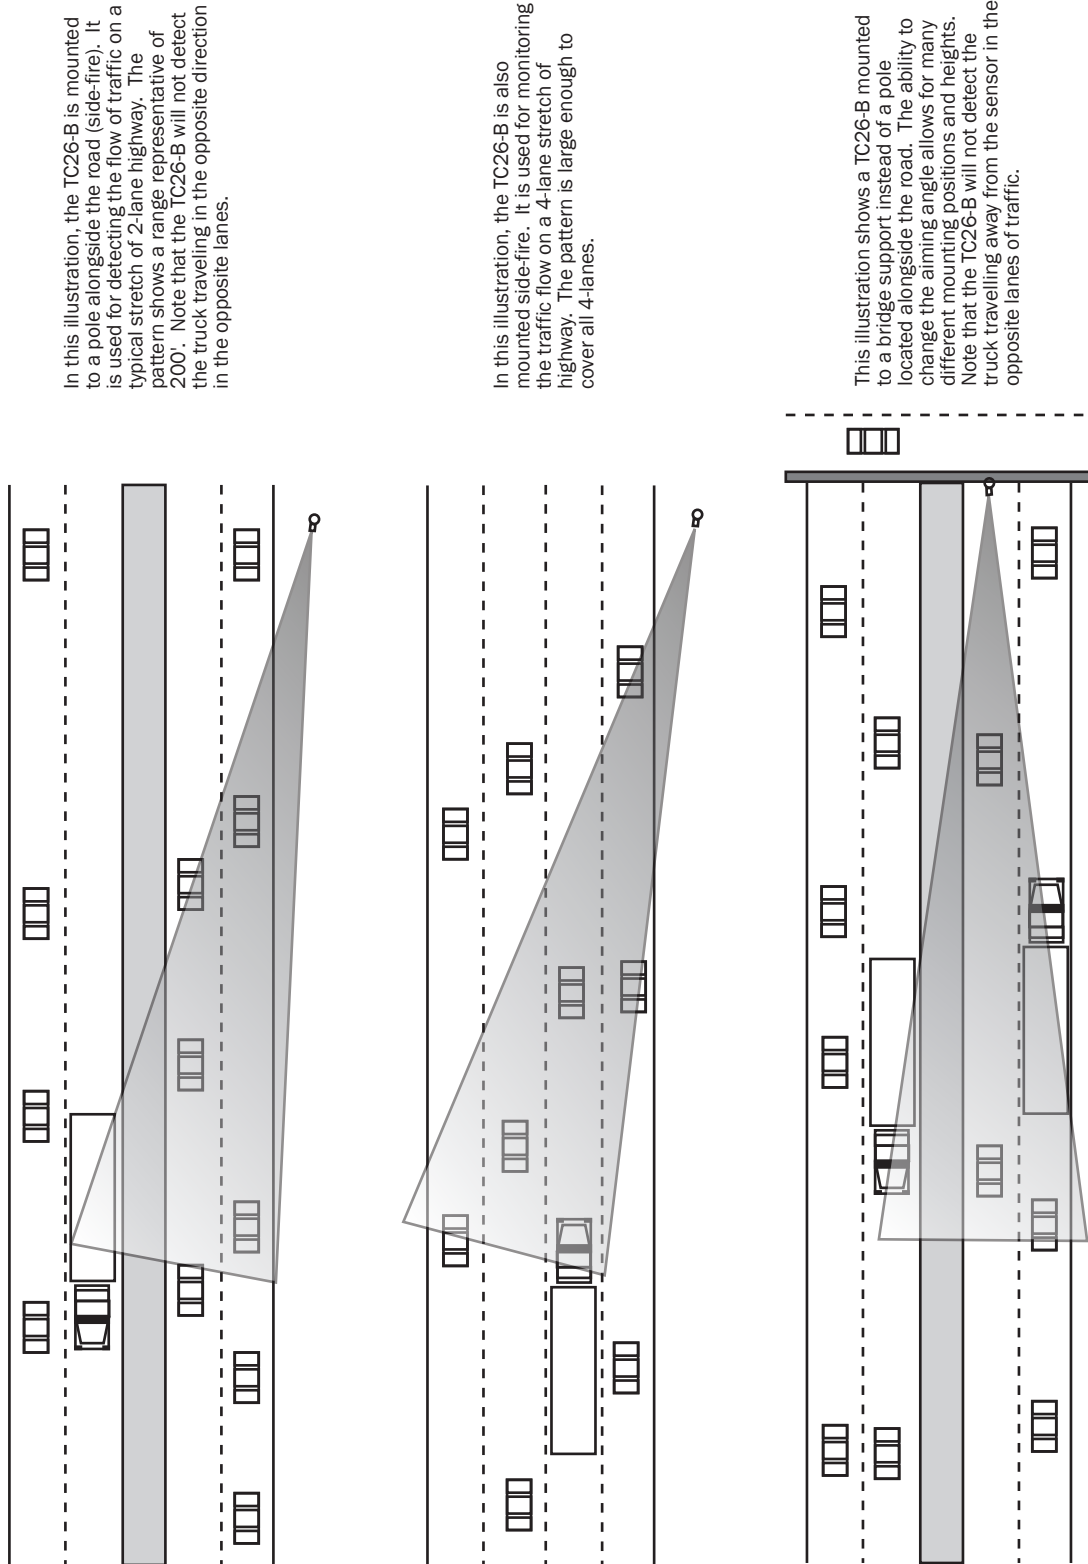 In this illustration, the TC26-B is mounted
to a pole alongside the road (side-fire).  It
is used for detecting the flow of traffic on a
typical stretch of 2-lane highway.  The
pattern shows a range representative of
200'.  Note that the TC26-B will not detect
the truck traveling in the opposite direction
in the opposite lanes.
In this illustration, the TC26-B is also
mounted side-fire.  It is used for monitoring
the traffic flow on a 4-lane stretch of
highway.  The pattern is large enough to
cover all 4-lanes.
This illustration shows a TC26-B mounted
to a bridge support instead of a pole
located alongside the road.  The ability to
change the aiming angle allows for many
different mounting positions and heights.
Note that the TC26-B will not detect the
truck travelling away from the sensor in the
opposite lanes of traffic.